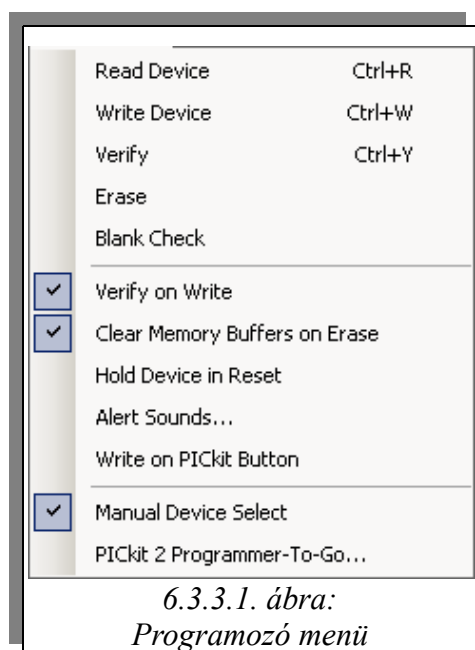 Read Device Ctrl+R
Write Device Ctrl+W
Verify Ctrl+Y
Erase
Blank Check
Verify on Write
Clear Memory Buffers on Erase
Hold Device in Reset
Alert Sounds...
Write on PICkit Button
Manual Device Select
PICkit 2 Programmer-To-Go...
6.3.3.1. ábra:
Programozó menü